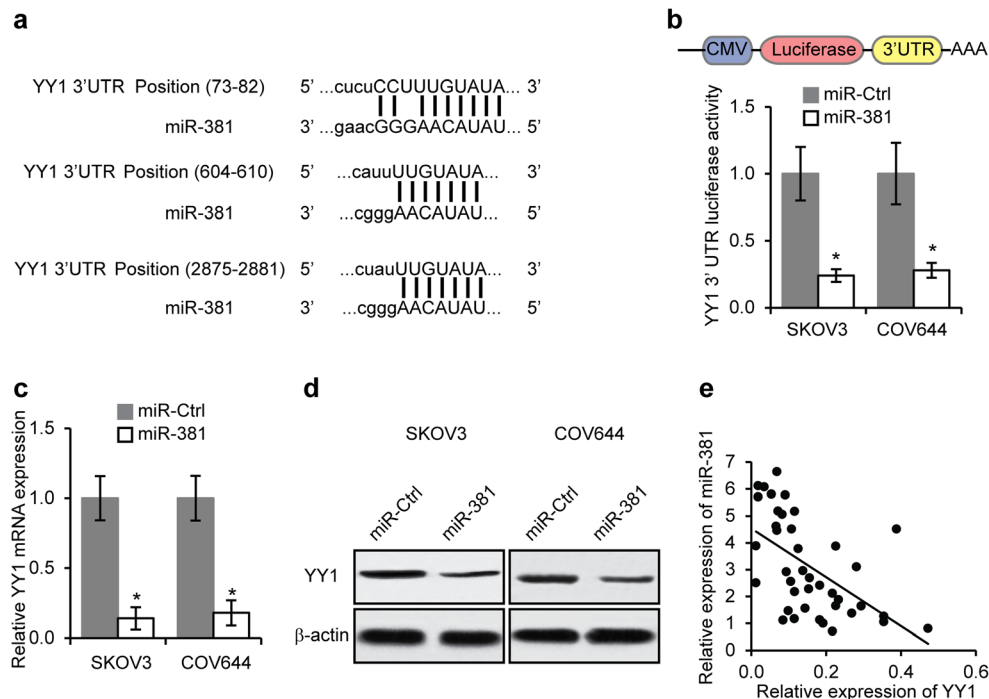 a
YY1 3'UTR Position (73-82) 5' ...cucuCCUUUGUAUA... 3'
miR-381 3' ...gaacGGGAACAUAU... 5'
YY1 3'UTR Position (604-610) 5' ...cauuUUGUAUA... 3'
miR-381 3' ...cgggAACAUAU... 5'
YY1 3'UTR Position (2875-2881) 5' ...cuauUUGUAUA... 3'
miR-381 3' ...cgggAACAUAU... 5'
b
CMV Luciferase 3'UTR AAA
miR-Ctrl
miR-381
YY1 3' UTR luciferase activity
1.5
1.0
0.5
0.0
* *
SKOV3 COV644
c
miR-Ctrl
miR-381
Relative YY1 mRNA expression
1.5
1.0
0.5
0.0
* *
SKOV3 COV644
d
SKOV3 COV644
miR-Ctrl miR-381 miR-Ctrl miR-381
YY1
β-actin
e
Relative expression of miR-381
7
6
5
4
3
2
1
0
0.0 0.2 0.4 0.6
Relative expression of YY1